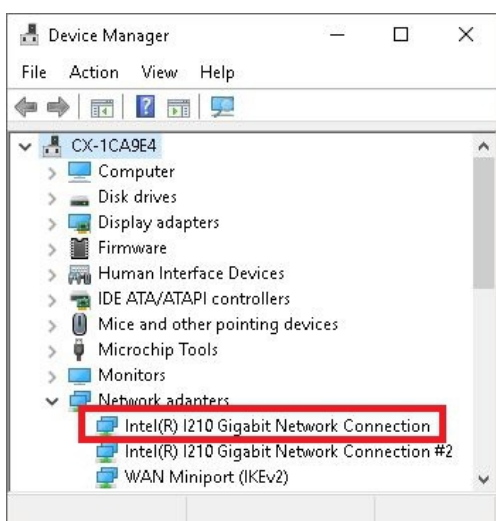 Device Manager
File Action View Help
CX-1CA9E4
Computer
Disk drives
Display adapters
Firmware
Human Interface Devices
IDE ATA/ATAPI controllers
Mice and other pointing devices
Microchip Tools
Monitors
Network adapters
Intel(R) I210 Gigabit Network Connection
Intel(R) I210 Gigabit Network Connection #2
WAN Miniport (IKEv2)